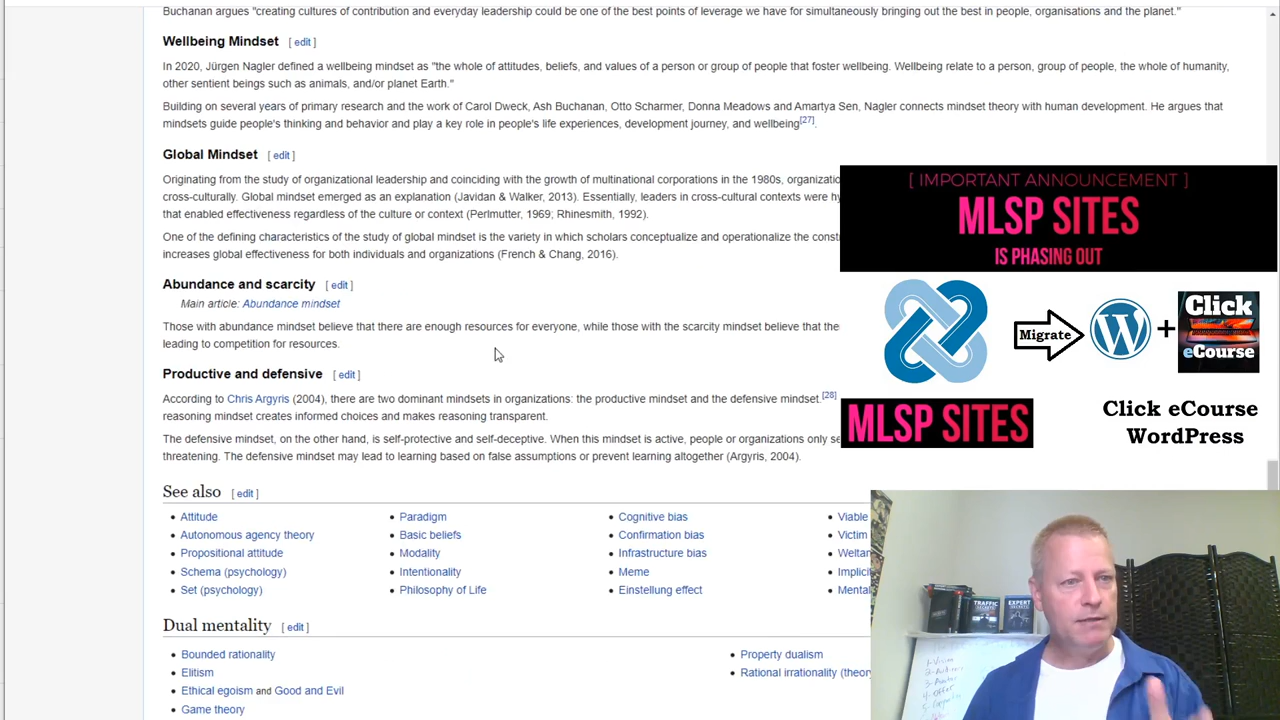 Buchanan argues "creating cultures of contribution and everyday leadership could be one of the best points of leverage we have for simultaneously bringing out the best in people, organisations and the planet."
Wellbeing Mindset [ edit ]
In 2020, Jürgen Nagler defined a wellbeing mindset as "the whole of attitudes, beliefs, and values of a person or group of people that foster wellbeing. Wellbeing relate to a person, group of people, the whole of humanity,
other sentient beings such as animals, and/or planet Earth."
Building on several years of primary research and the work of Carol Dweck, Ash Buchanan, Otto Scharmer, Donna Meadows and Amartya Sen, Nagler connects mindset theory with human development. He argues that
mindsets guide people's thinking and behavior and play a key role in people's life experiences, development journey, and wellbeing[27].
Global Mindset [ edit ]
Originating from the study of organizational leadership and coinciding with the growth of multinational corporations in the 1980s, organizatio
cross-culturally. Global mindset emerged as an explanation (Javidan & Walker, 2013). Essentially, leaders in cross-cultural contexts were hy
that enabled effectiveness regardless of the culture or context (Perlmutter, 1969; Rhinesmith, 1992).
One of the defining characteristics of the study of global mindset is the variety in which scholars conceptualize and operationalize the const
increases global effectiveness for both individuals and organizations (French & Chang, 2016).
Abundance and scarcity [ edit ]
Main article: Abundance mindset
Those with abundance mindset believe that there are enough resources for everyone, while those with the scarcity mindset believe that the
leading to competition for resources.
Productive and defensive [ edit ]
According to Chris Argyris (2004), there are two dominant mindsets in organizations: the productive mindset and the defensive mindset.[28]
reasoning mindset creates informed choices and makes reasoning transparent.
The defensive mindset, on the other hand, is self-protective and self-deceptive. When this mindset is active, people or organizations only se
threatening. The defensive mindset may lead to learning based on false assumptions or prevent learning altogether (Argyris, 2004).
See also [ edit ]
Attitude
Autonomous agency theory
Propositional attitude
Schema (psychology)
Set (psychology)
Paradigm
Basic beliefs
Modality
Intentionality
Philosophy of Life
Cognitive bias
Confirmation bias
Infrastructure bias
Meme
Einstellung effect
Viable
Victim
Weltan
Implici
Mental
Dual mentality [ edit ]
Bounded rationality
Elitism
Ethical egoism and Good and Evil
Game theory
Property dualism
Rational irrationality (theory
[ IMPORTANT ANNOUNCEMENT ]
MLSP SITES
IS PHASING OUT
Migrate
W
+
Click
eCourse
MLSP SITES
Click eCourse
WordPress
TRAFFIC
SECRETS
EXPERT
SECRETS
1-Vision